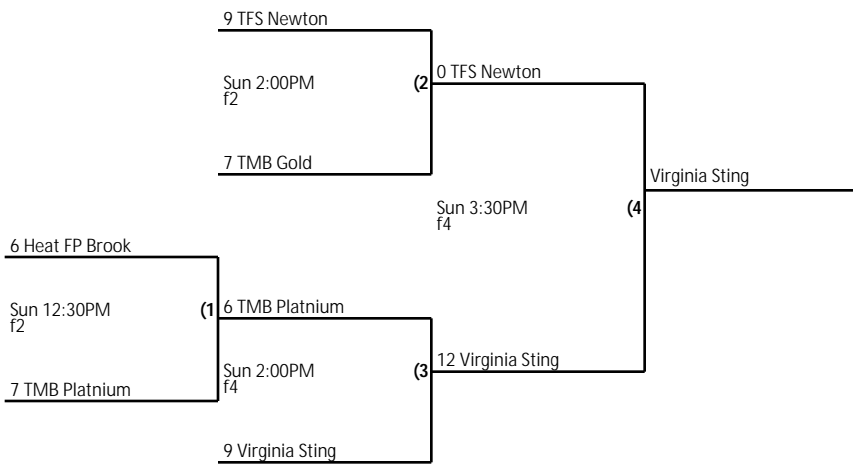 9 TFS Newton
Sun 2:00PM
f2
(2
0 TFS Newton
7 TMB Gold
Virginia Sting
Sun 3:30PM
f4
(4
6 Heat FP Brook
Sun 12:30PM
f2
(1
6 TMB Platnium
7 TMB Platnium
Sun 2:00PM
f4
(3
12 Virginia Sting
9 Virginia Sting